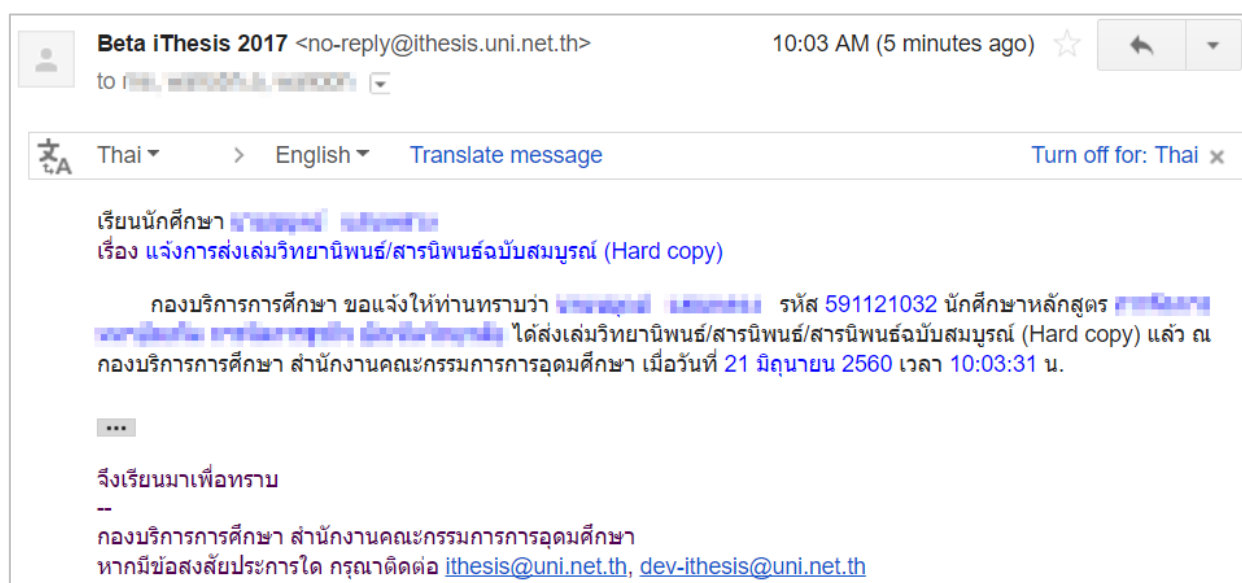 Beta iThesis 2017 <no-reply@ithesis.uni.net.th> 10:03 AM (5 minutes ago)
to
Thai > English Translate message Turn off for: Thai ×
เรียนนักศึกษา
เรื่อง แจ้งการส่งเล่มวิทยานิพนธ์/สารนิพนธ์ฉบับสมบูรณ์ (Hard copy)
กองบริการการศึกษา ขอแจ้งให้ท่านทราบว่า รหัส 591121032 นักศึกษาหลักสูตร
ได้ส่งเล่มวิทยานิพนธ์/สารนิพนธ์/สารนิพนธ์ฉบับสมบูรณ์ (Hard copy) แล้ว ณ
กองบริการการศึกษา สำนักงานคณะกรรมการการอุดมศึกษา เมื่อวันที่ 21 มิถุนายน 2560 เวลา 10:03:31 น.
จึงเรียนมาเพื่อทราบ
--
กองบริการการศึกษา สำนักงานคณะกรรมการการอุดมศึกษา
หากมีข้อสงสัยประการใด กรุณาติดต่อ ithesis@uni.net.th, dev-ithesis@uni.net.th